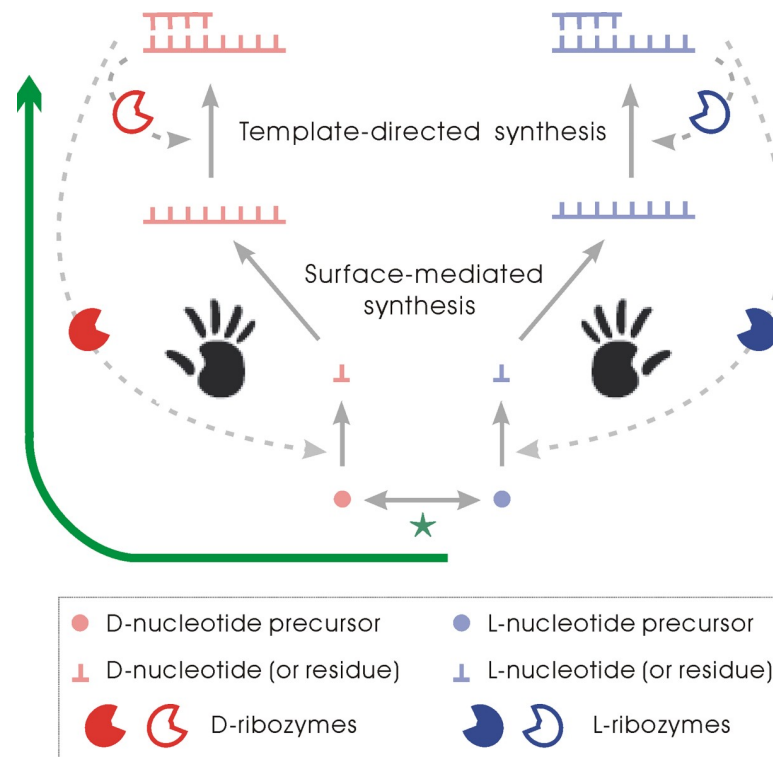 Template-directed synthesis
Surface-mediated
synthesis
D-nucleotide precursor
L-nucleotide precursor
D-nucleotide (or residue)
L-nucleotide (or residue)
D-ribozymes
L-ribozymes